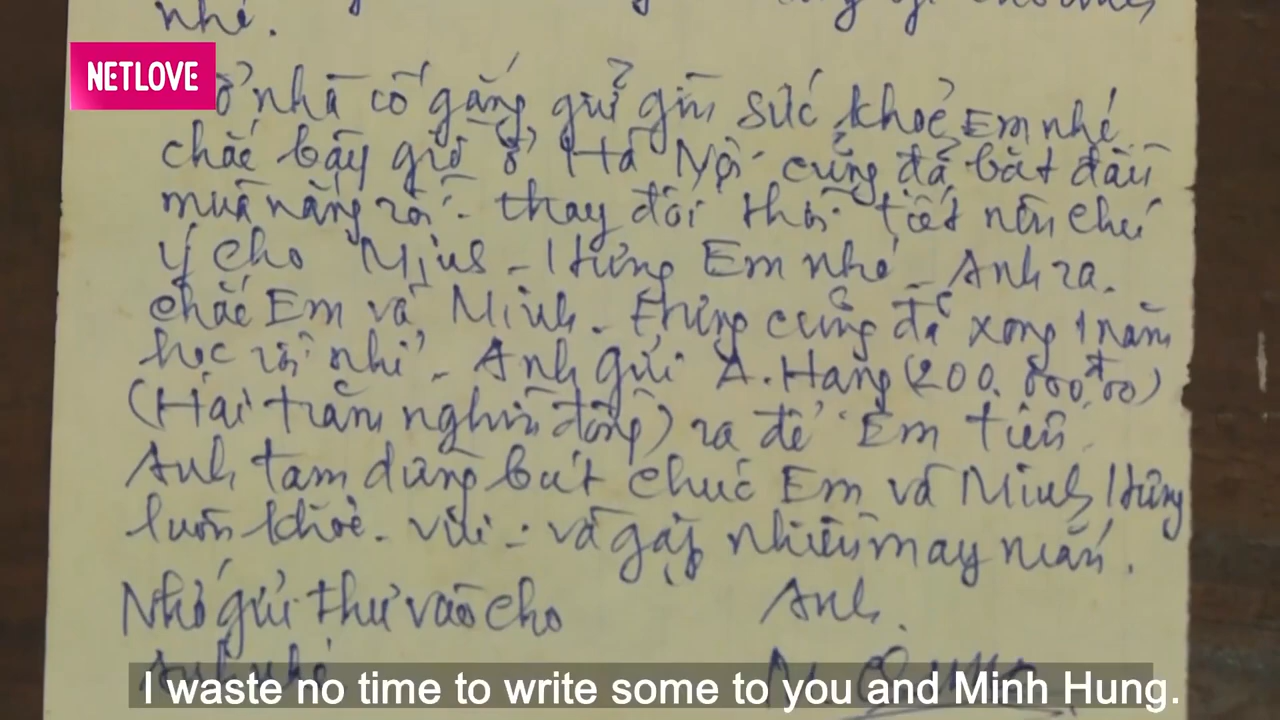 nhé.
NETLOVE
Ở nhà cố gắng giữ gìn sức khoẻ Em nhé
chắc bây giờ ở Hà Nội cũng đã bắt đầu
mùa nắng rồi - thay đổi thời tiết nên chú
ý cho Minh - Hưng Em nhé - Anh ra.
chắc Em và Minh - Hưng cũng đã xong 1 năm
học rồi nhỉ - Anh gửi A. Hang (200.000,00đ)
(Hai trăm nghìn đồng) ra để Em tiêu
Anh tạm dừng bút chúc Em và Minh Hưng
luôn khoẻ - vui - và gặp nhiều may mắn.
Nhớ gửi thư vào cho
Anh.
Anh nhé
I waste no time to write some to you and Minh Hung.